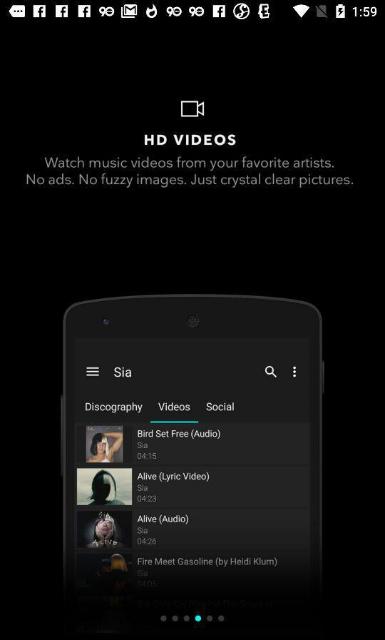 1:59
HD VIDEOS
Watch music videos from your favorite artists.
No ads. No fuzzy images. Just crystal clear pictures.
Sia
Discography Videos Social
Bird Set Free (Audio)
Sia
04:15
Alive (Lyric Video)
Sia
04:23
Alive (Audio)
Sia
04:26
Fire Meet Gasoline (by Heidi Klum)
Sia